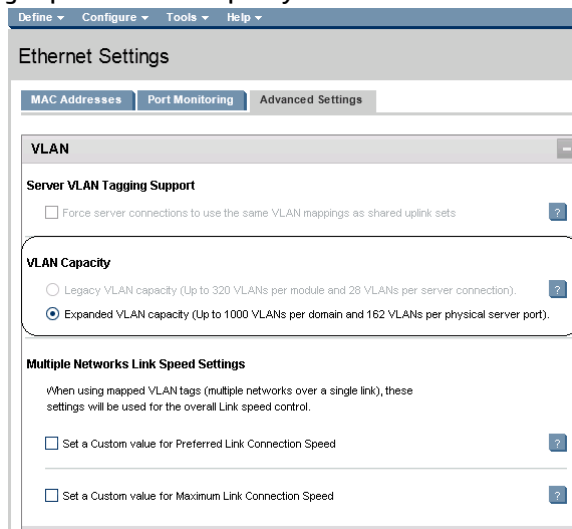 Define Configure Tools Help
Ethernet Settings
MAC Addresses Port Monitoring Advanced Settings
VLAN
Server VLAN Tagging Support
Force server connections to use the same VLAN mappings as shared uplink sets ?
VLAN Capacity
Legacy VLAN capacity (Up to 320 VLANs per module and 28 VLANs per server connection). ?
Expanded VLAN capacity (Up to 1000 VLANs per domain and 162 VLANs per physical server port).
Multiple Networks Link Speed Settings
When using mapped VLAN tags (multiple networks over a single link), these
settings will be used for the overall Link speed control.
Set a Custom value for Preferred Link Connection Speed ?
Set a Custom value for Maximum Link Connection Speed ?